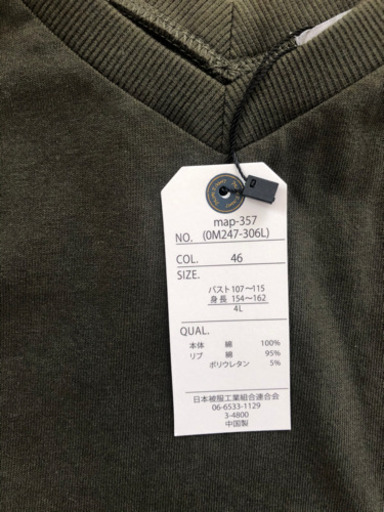 map-357
NO. (0M247-306L)
COL. 46
SIZE.
バスト107〜115
身長 154〜162
4L
QUAL.
本体 綿 100%
リブ 綿 95%
ポリウレタン 5%
日本被服工業組合連合会
06-6533-1129
3-4800
中国製